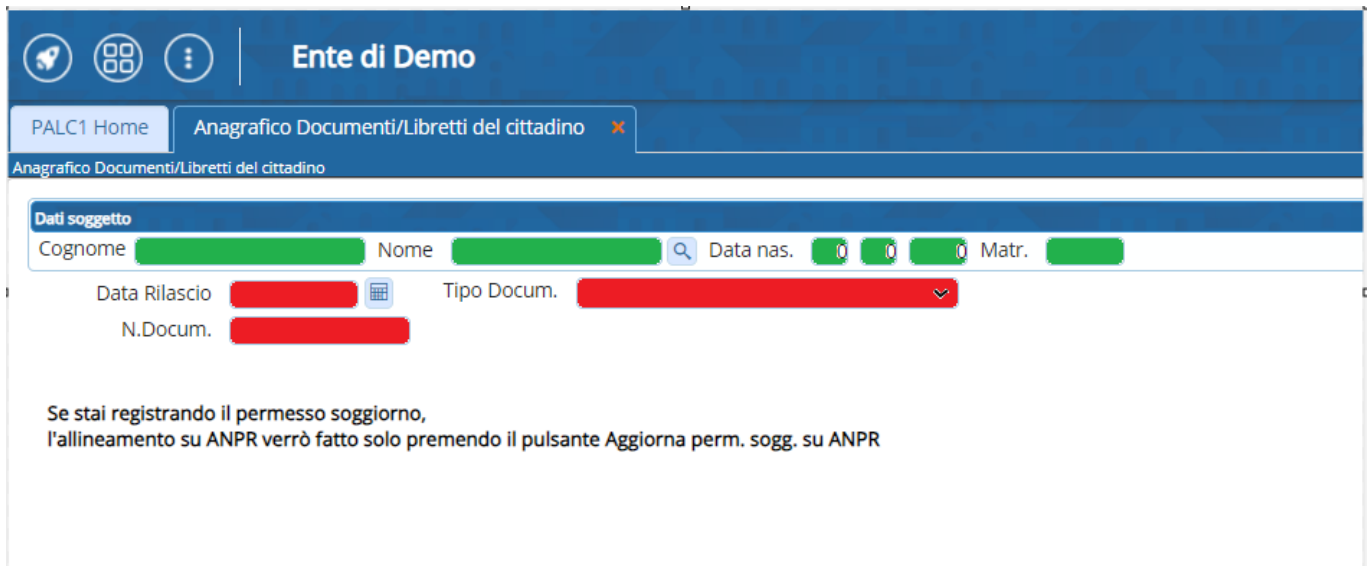 Ente di Demo
PALC1 Home Anagrafico Documenti/Libretti del cittadino
Anagrafico Documenti/Libretti del cittadino
Dati soggetto
Cognome Nome Data nas. 0 0 0 Matr.
Data Rilascio Tipo Docum.
N.Docum.
Se stai registrando il permesso soggiorno,
l'allineamento su ANPR verrò fatto solo premendo il pulsante Aggiorna perm. sogg. su ANPR